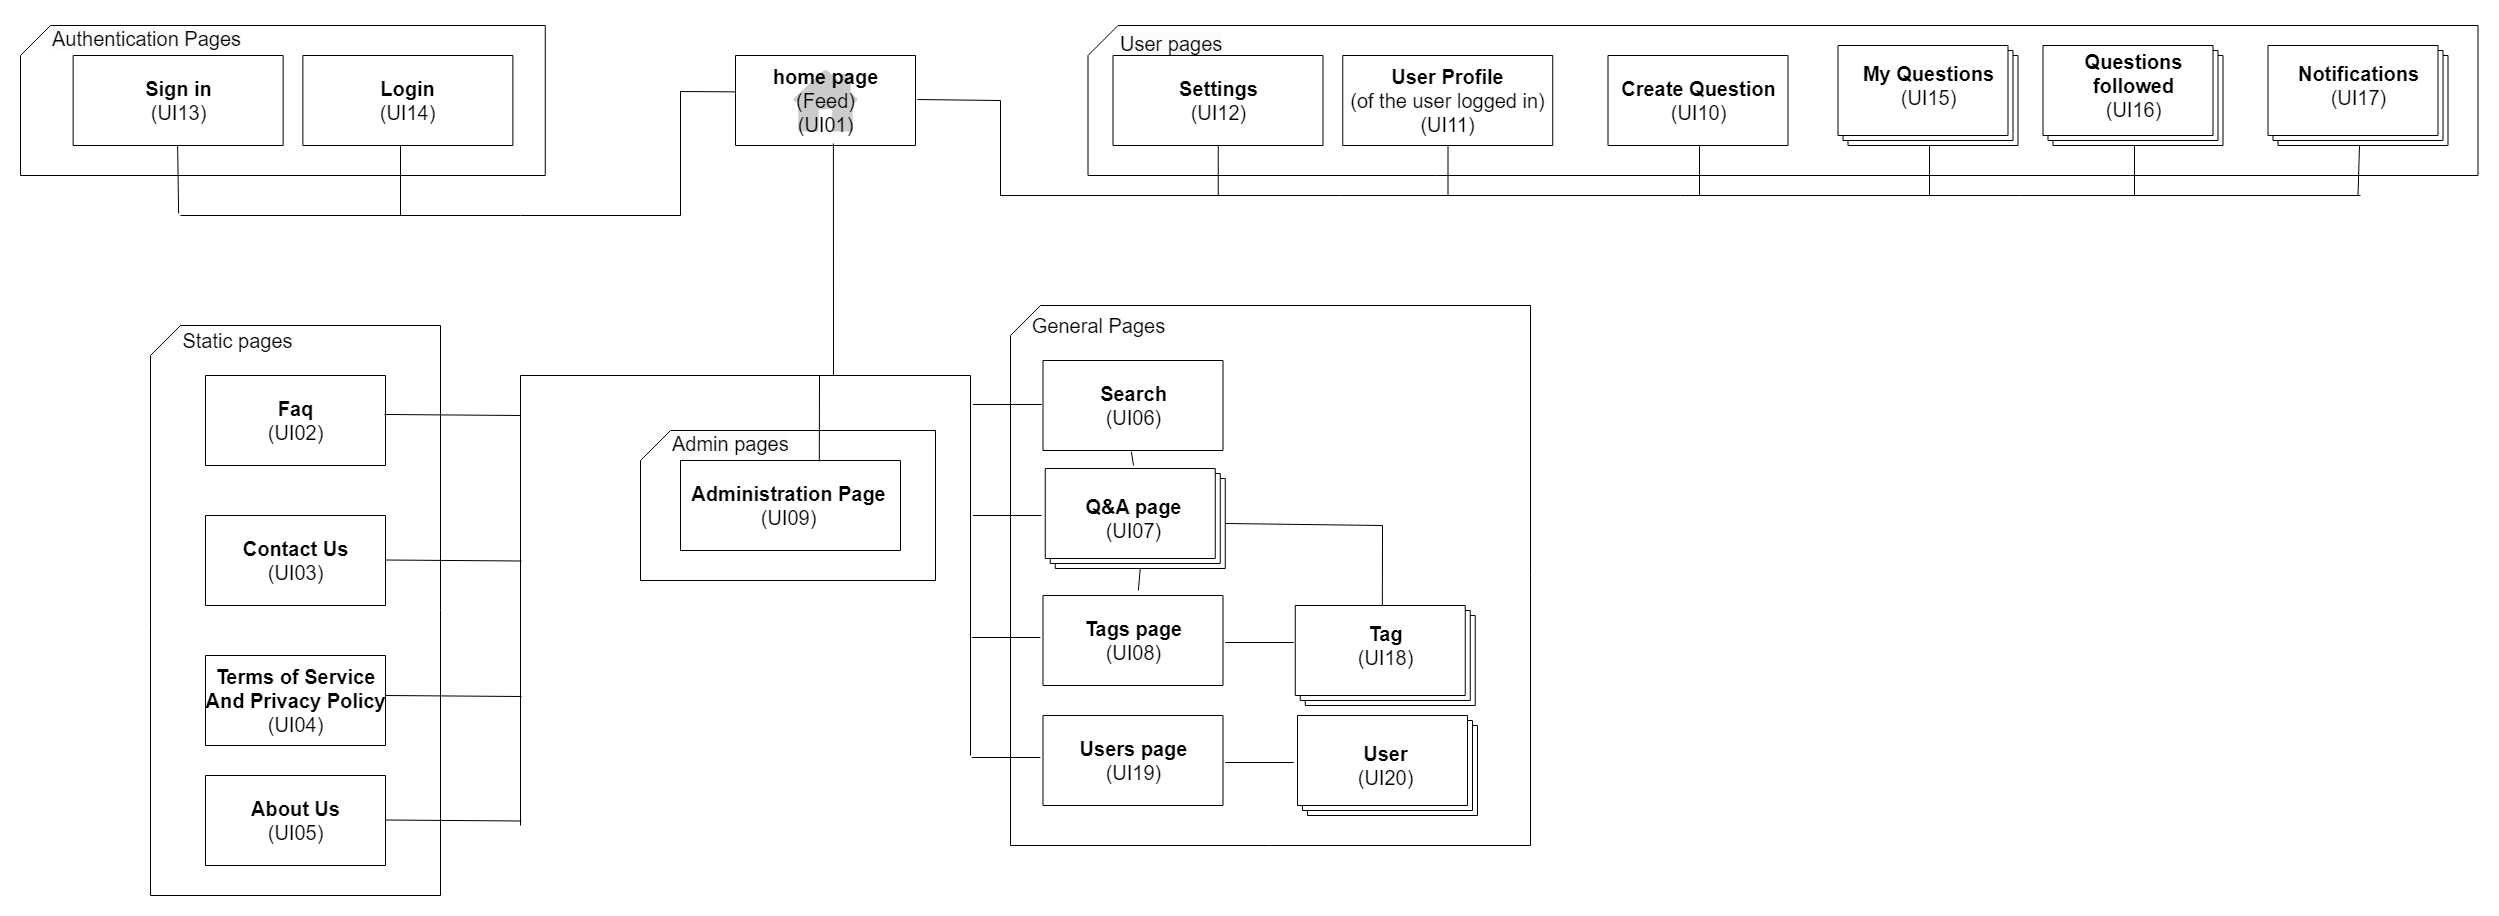 Authentication Pages
Sign in
(UI13)
Login
(UI14)
home page
(Feed)
(UI01)
User pages
Settings
(UI12)
User Profile
(of the user logged in)
(UI11)
Create Question
(UI10)
My Questions
(UI15)
Questions
followed
(UI16)
Notifications
(UI17)
Static pages
Faq
(UI02)
Contact Us
(UI03)
Terms of Service
And Privacy Policy
(UI04)
About Us
(UI05)
Admin pages
Administration Page
(UI09)
General Pages
Search
(UI06)
Q&A page
(UI07)
Tags page
(UI08)
Tag
(UI18)
Users page
(UI19)
User
(UI20)